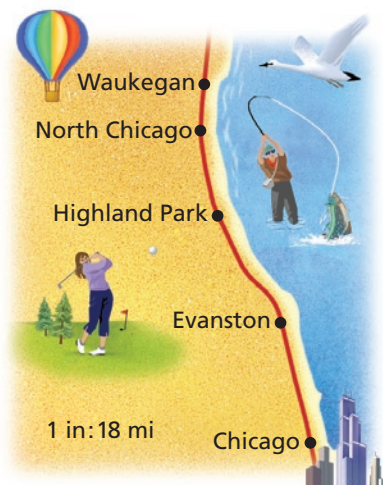 Waukegan
North Chicago
Highland Park
Evanston
1 in:18 mi
Chicago